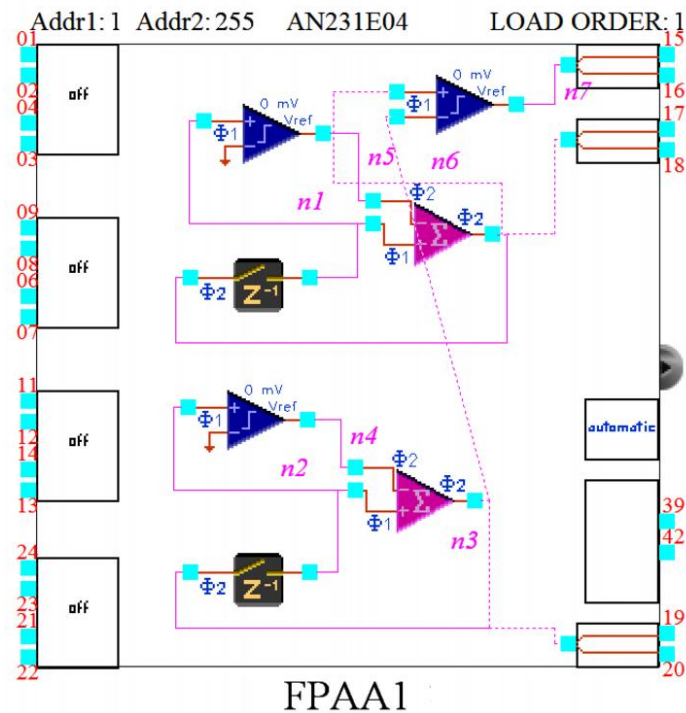 Addr1: 1 Addr2: 255 AN231E04 LOAD ORDER: 1
01
02
04
03
09
08
06
07
11
12
14
13
24
23
21
22
off
off
off
off
0 mV
Vref
Φ1
n1
Φ2
Z⁻¹
0 mV
Vref
Φ1
n5
n6
n7
Φ2
Φ2
Φ1
Σ
0 mV
Vref
Φ1
n4
n2
Φ2
Φ2
Φ1
Σ
n3
Φ2
Z⁻¹
15
16
17
18
automatic
39
42
19
20
FPAA1